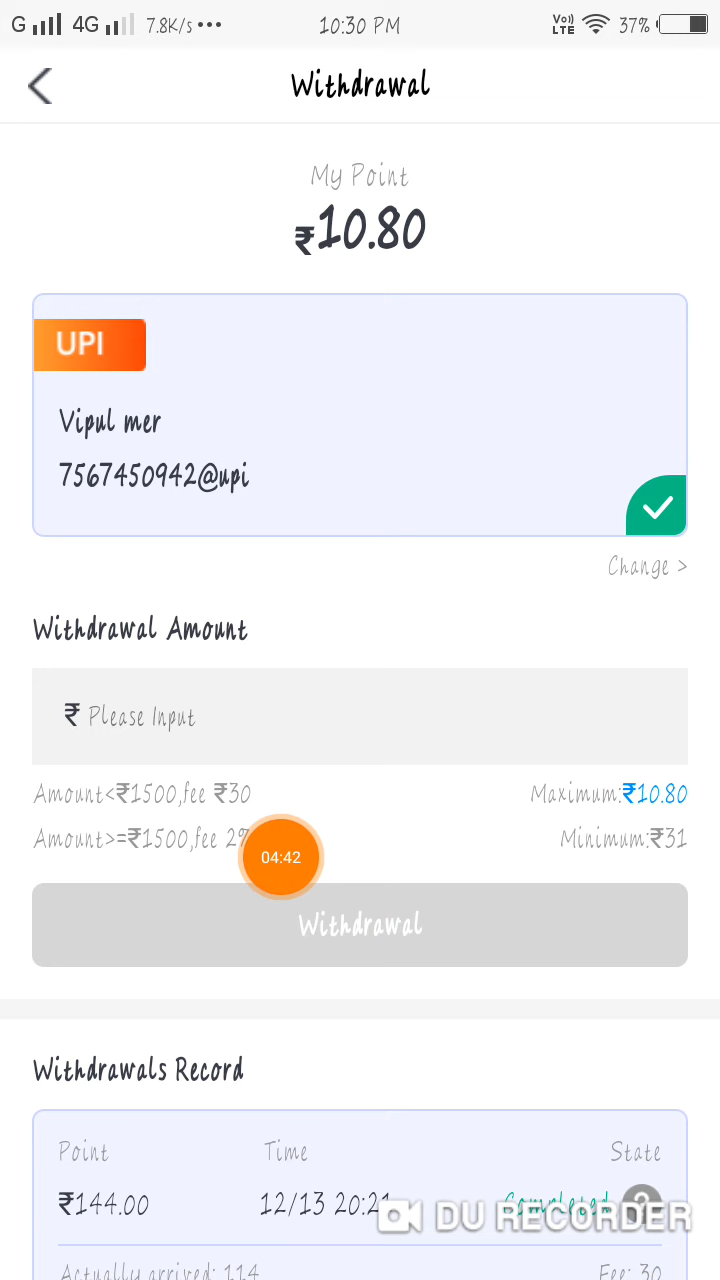 G 4G 7.8K/s ••• 10:30 PM Vo)) LTE 37%
Withdrawal
My Point
₹10.80
UPI
Vipul mer
7567450942@upi
Change >
Withdrawal Amount
₹ Please Input
Amount<₹1500,fee ₹30 Maximum:₹10.80
Amount>=₹1500,fee 2% Minimum:₹31
04:42
Withdrawal
Withdrawals Record
Point Time State
₹144.00 12/13 20:21 Completed ?
DU RECORDER
Actually arrived: 114 Fee: 30